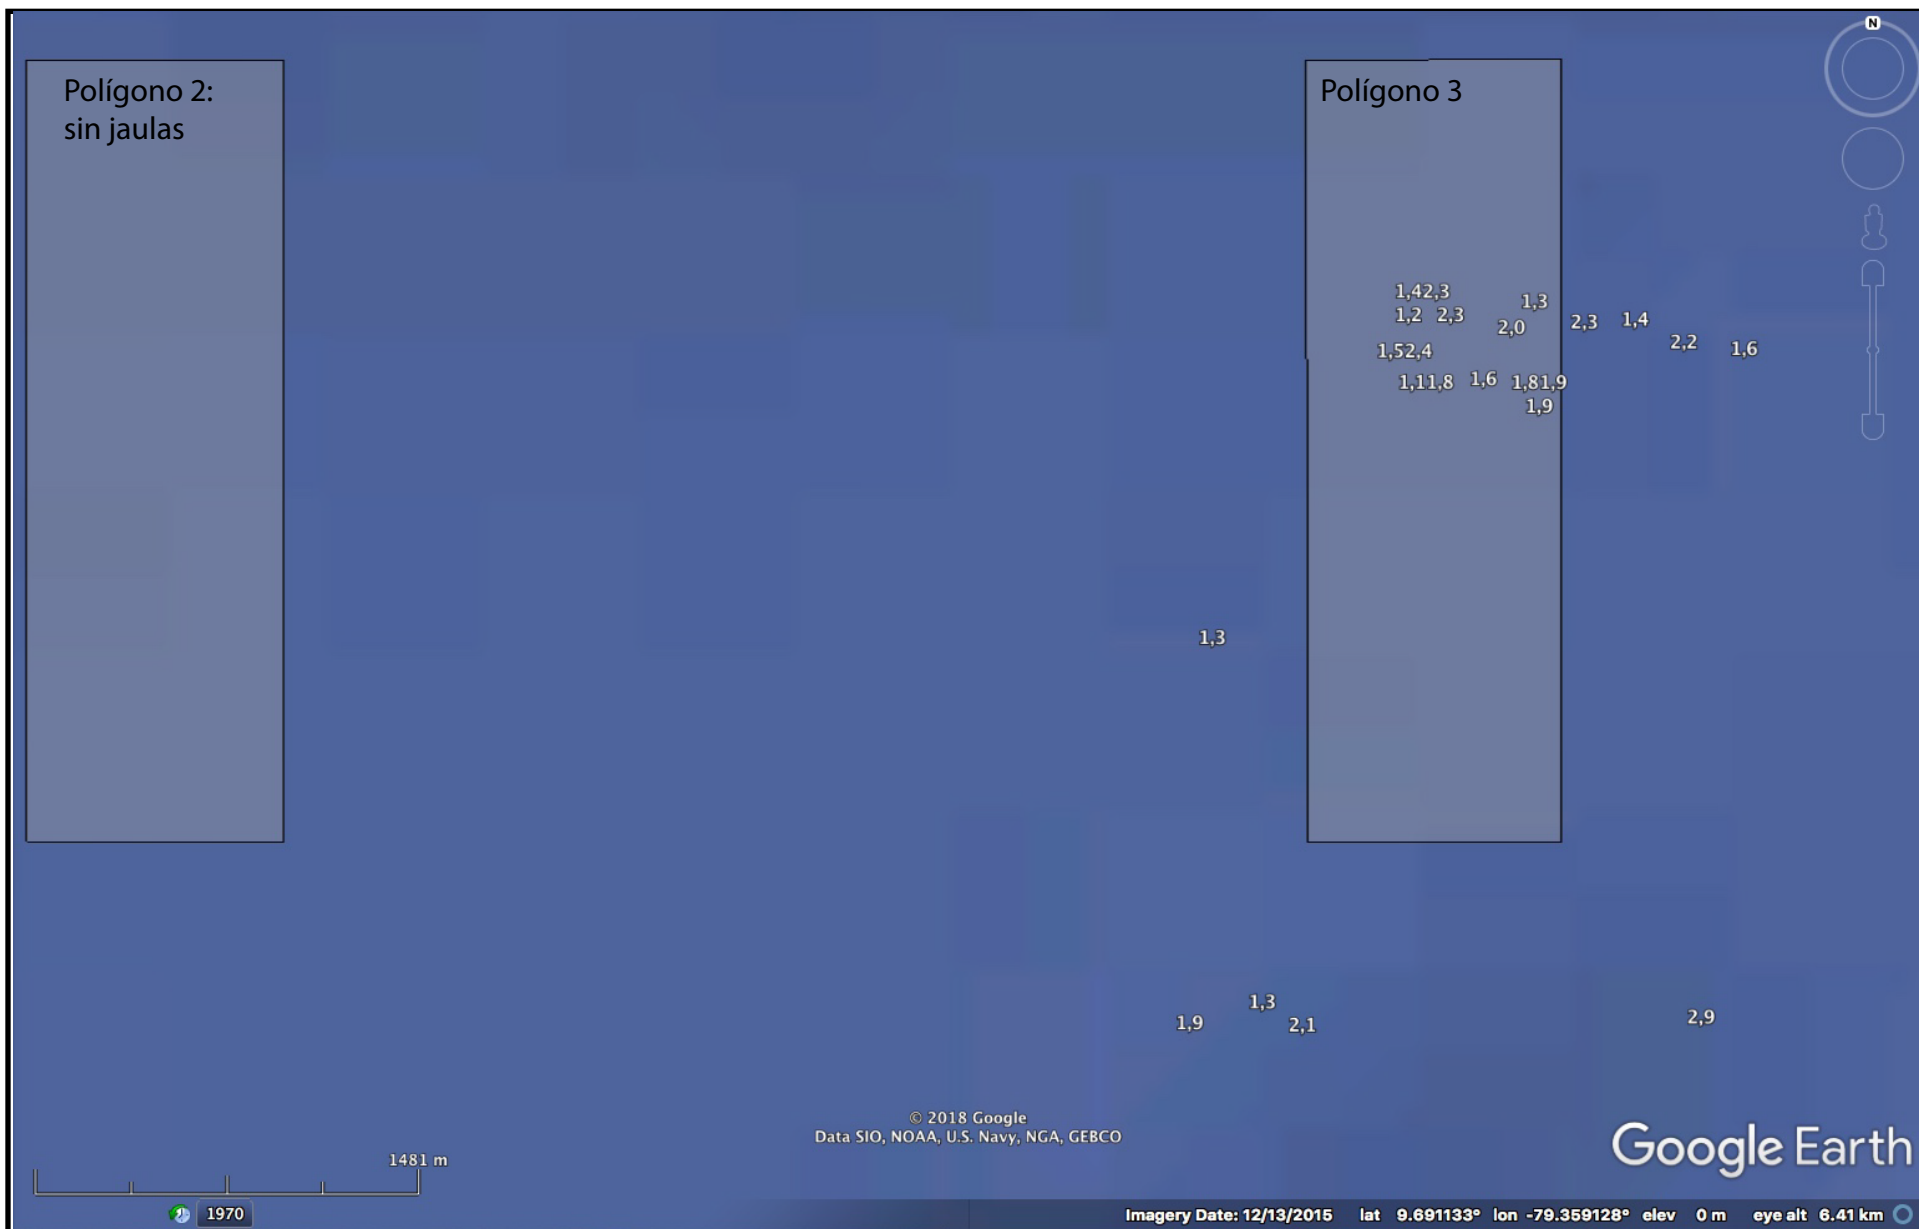 N
Polígono 2:
sin jaulas
Polígono 3
1,42,3
1,3
1,2 2,3
2,0
2,3
1,4
2,2
1,6
1,52,4
1,11,8
1,6
1,81,9
1,9
1,3
1,3
1,9
2,1
2,9
© 2018 Google
Data SIO, NOAA, U.S. Navy, NGA, GEBCO
Google Earth
1481 m
1970
Imagery Date: 12/13/2015 lat 9.691133° lon -79.359128° elev 0 m eye alt 6.41 km